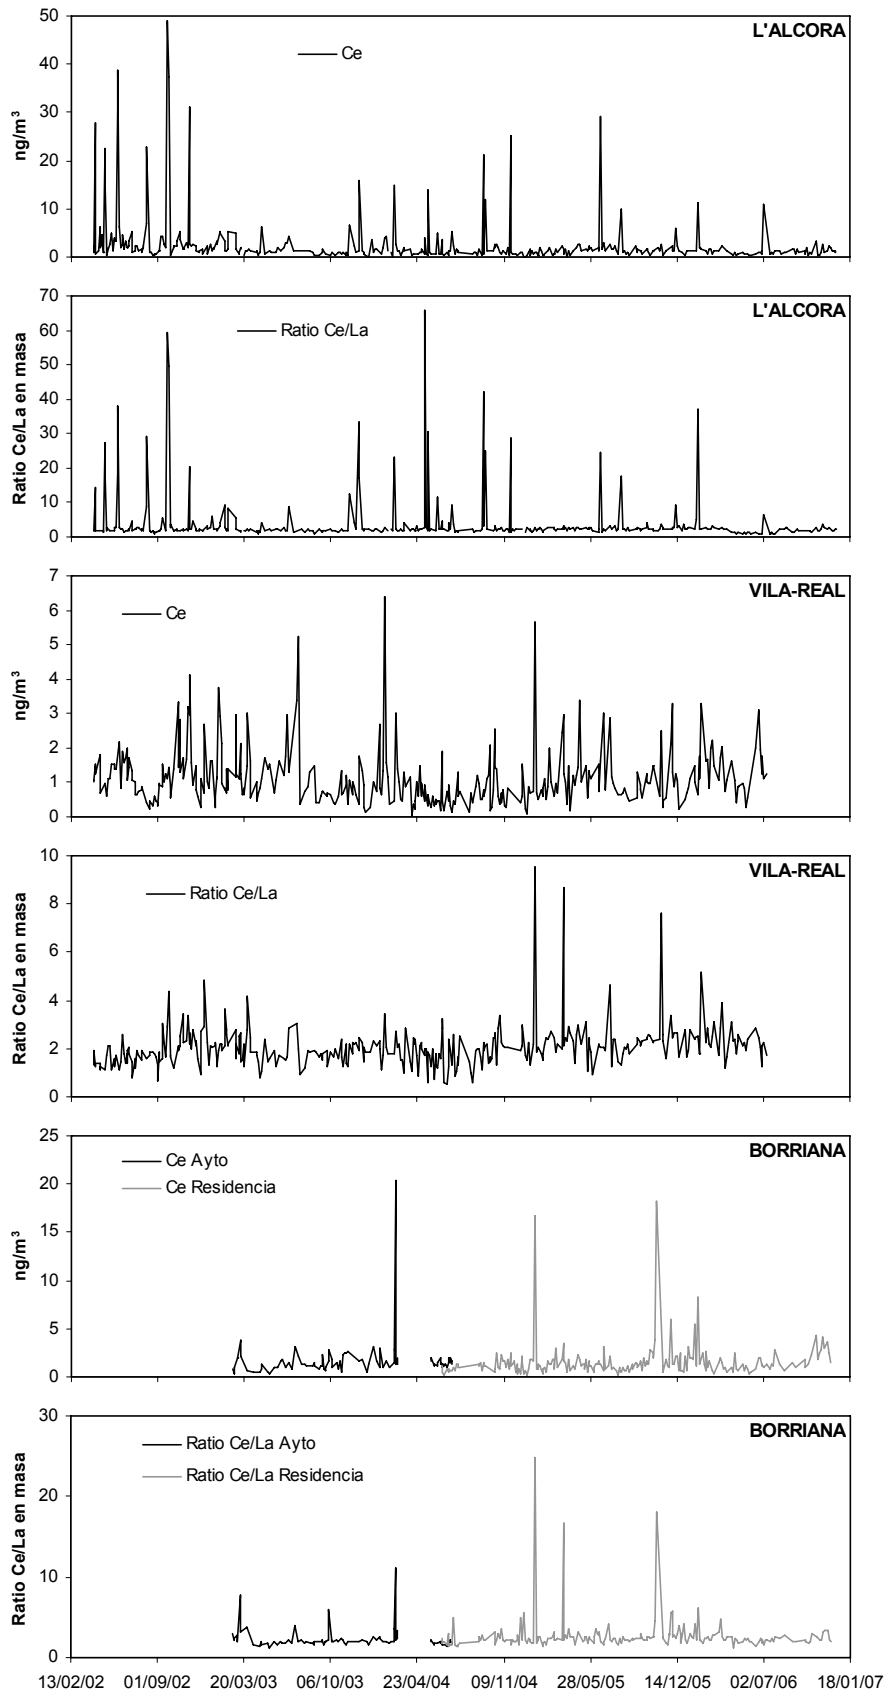 L'ALCORA
Ce
ng/m³
50
40
30
20
10
0
L'ALCORA
Ratio Ce/La
Ratio Ce/La en masa
70
60
50
40
30
20
10
0
VILA-REAL
Ce
ng/m³
7
6
5
4
3
2
1
0
VILA-REAL
Ratio Ce/La
Ratio Ce/La en masa
10
8
6
4
2
0
BORRIANA
Ce Ayto
Ce Residencia
ng/m³
25
20
15
10
5
0
BORRIANA
Ratio Ce/La Ayto
Ratio Ce/La Residencia
Ratio Ce/La en masa
30
20
10
0
13/02/02 01/09/02 20/03/03 06/10/03 23/04/04 09/11/04 28/05/05 14/12/05 02/07/06 18/01/07